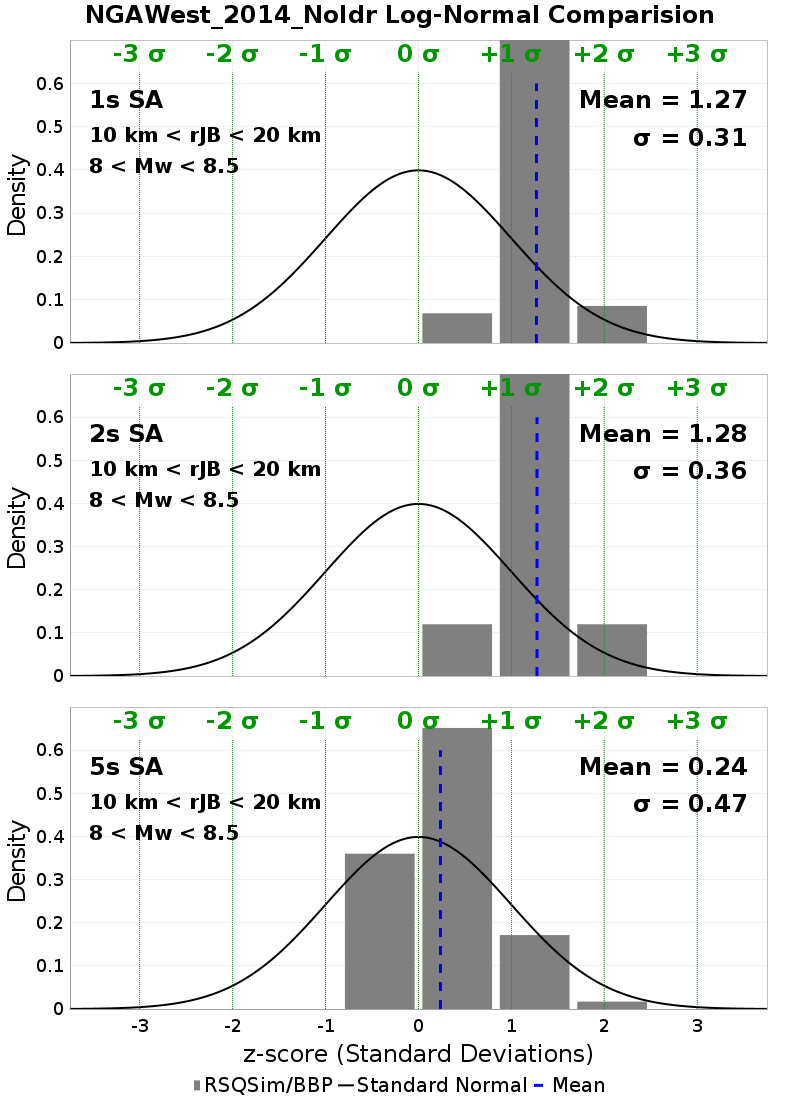 NGAWest_2014_NoIdr Log-Normal Comparision
-3 σ -2 σ -1 σ 0 σ +1 σ +2 σ +3 σ
1s SA Mean = 1.27
10 km < rJB < 20 km σ = 0.31
8 < Mw < 8.5
Density
0.6
0.5
0.4
0.3
0.2
0.1
0
-3 σ -2 σ -1 σ 0 σ +1 σ +2 σ +3 σ
2s SA Mean = 1.28
10 km < rJB < 20 km σ = 0.36
8 < Mw < 8.5
Density
0.6
0.5
0.4
0.3
0.2
0.1
0
-3 σ -2 σ -1 σ 0 σ +1 σ +2 σ +3 σ
5s SA Mean = 0.24
10 km < rJB < 20 km σ = 0.47
8 < Mw < 8.5
Density
0.6
0.5
0.4
0.3
0.2
0.1
0
-3 -2 -1 0 1 2 3
z-score (Standard Deviations)
RSQSim/BBP Standard Normal Mean